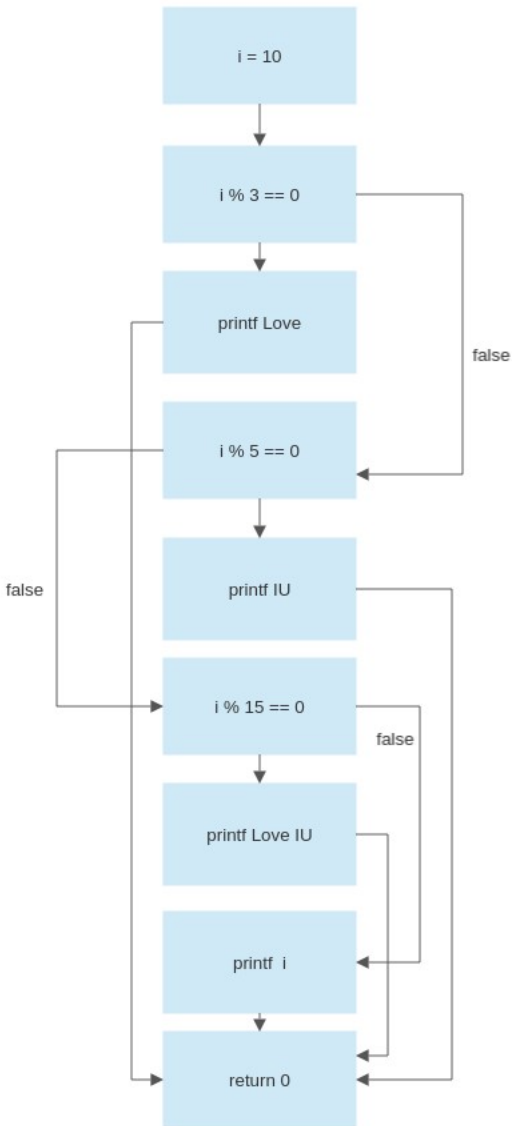 i = 10
i % 3 == 0
printf Love
false
i % 5 == 0
false
printf IU
i % 15 == 0
false
printf Love IU
printf  i
return 0